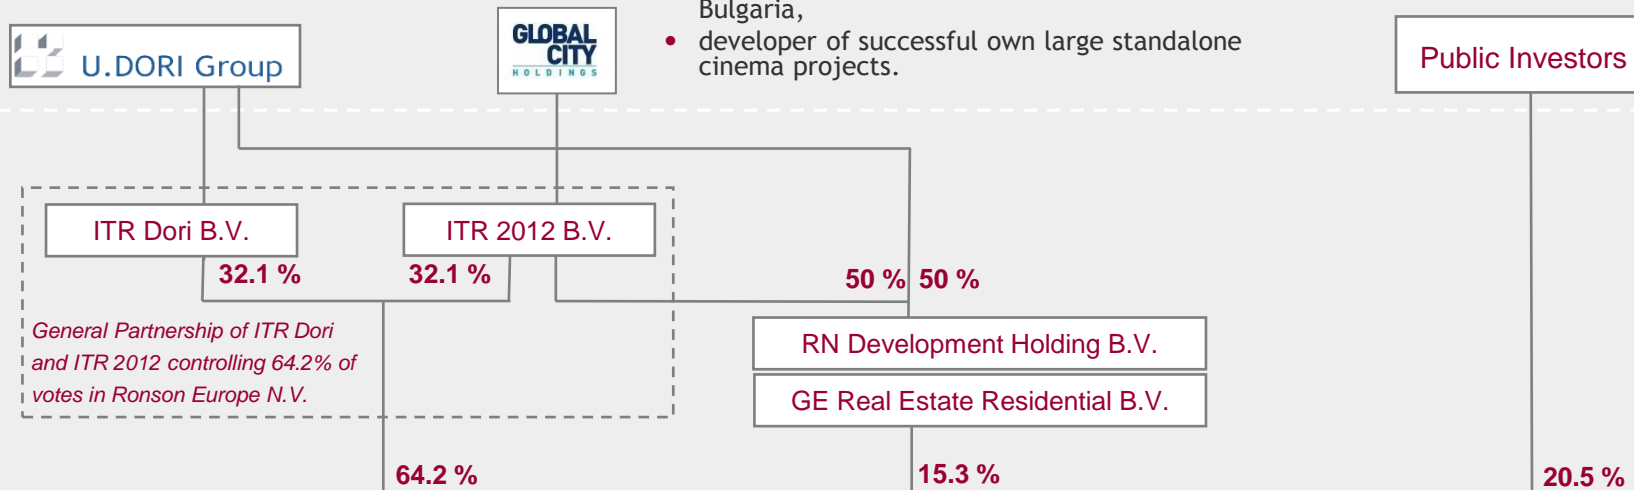 Bulgaria,
• developer of successful own large standalone
cinema projects.
U.DORI Group
GLOBAL
CITY
HOLDINGS
Public Investors
ITR Dori B.V.
ITR 2012 B.V.
32.1 %
32.1 %
50 % 50 %
General Partnership of ITR Dori
and ITR 2012 controlling 64.2% of
votes in Ronson Europe N.V.
RN Development Holding B.V.
GE Real Estate Residential B.V.
64.2 %
15.3 %
20.5 %